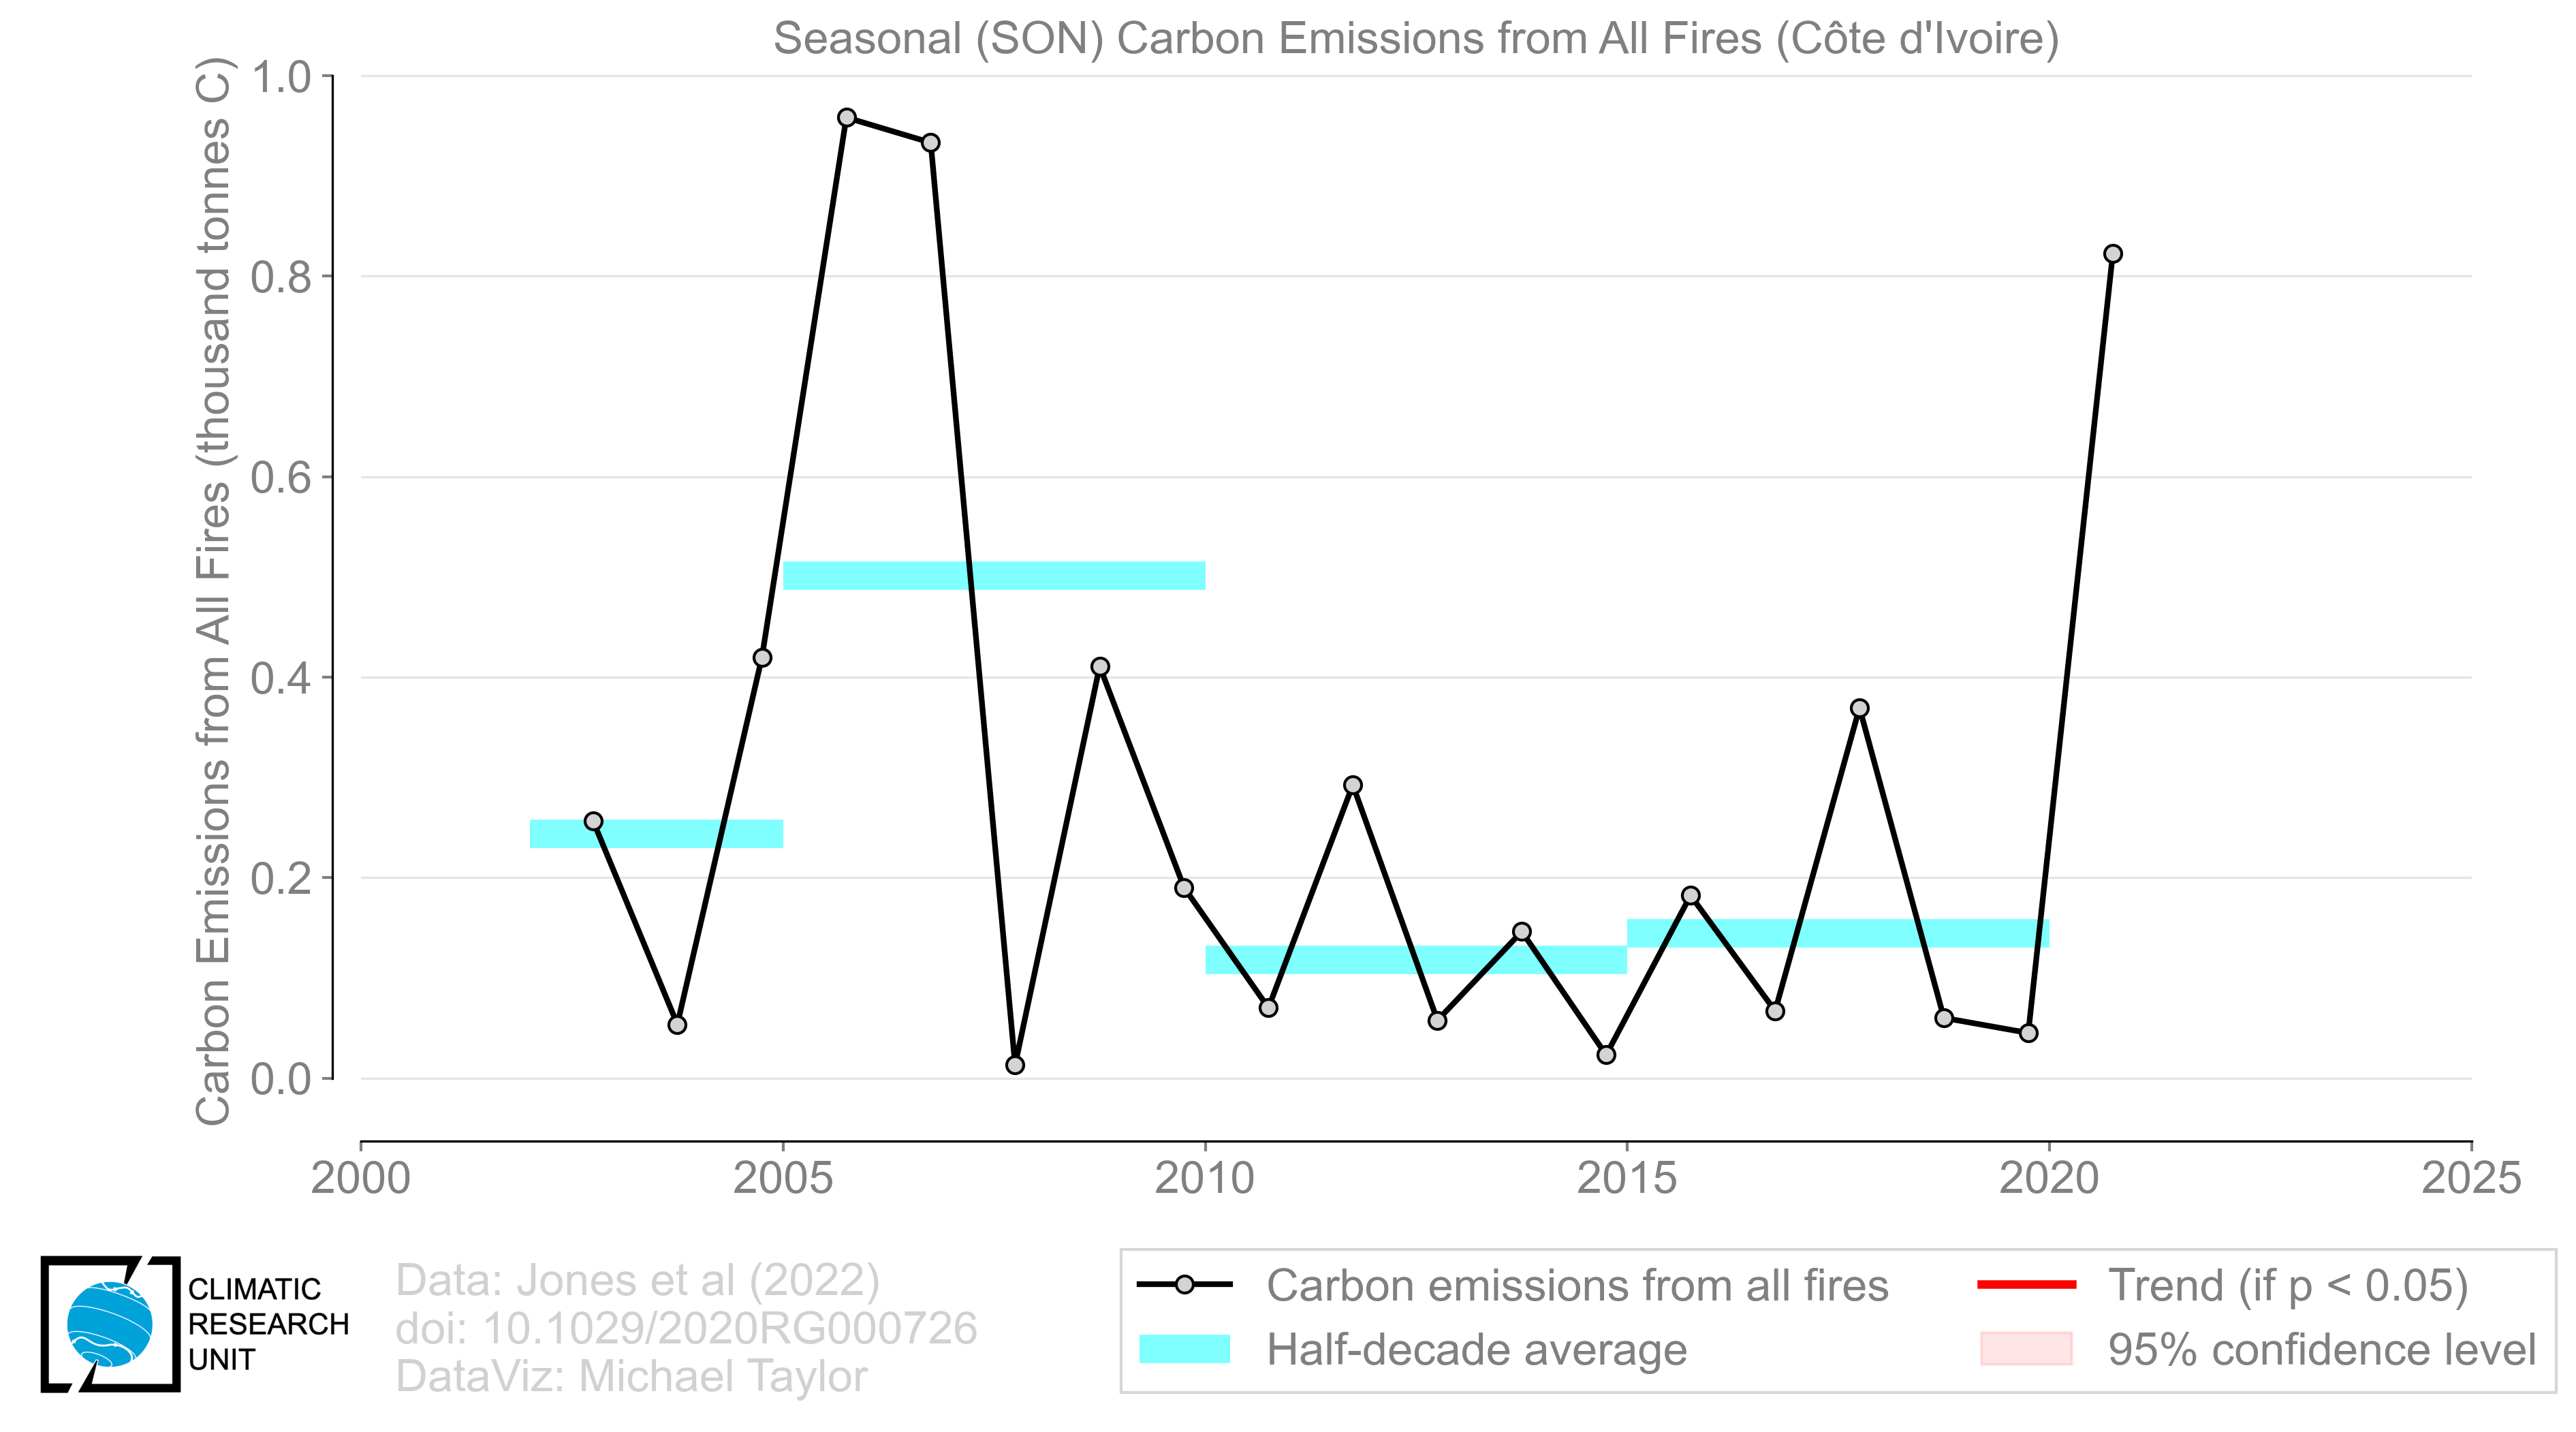 Seasonal (SON) Carbon Emissions from All Fires (Côte d'Ivoire)
Carbon Emissions from All Fires (thousand tonnes C)
1.0
0.8
0.6
0.4
0.2
0.0
2000
2005
2010
2015
2020
2025
CLIMATIC
RESEARCH
UNIT
Data: Jones et al (2022)
doi: 10.1029/2020RG000726
DataViz: Michael Taylor
Carbon emissions from all fires
Half-decade average
Trend (if p < 0.05)
95% confidence level